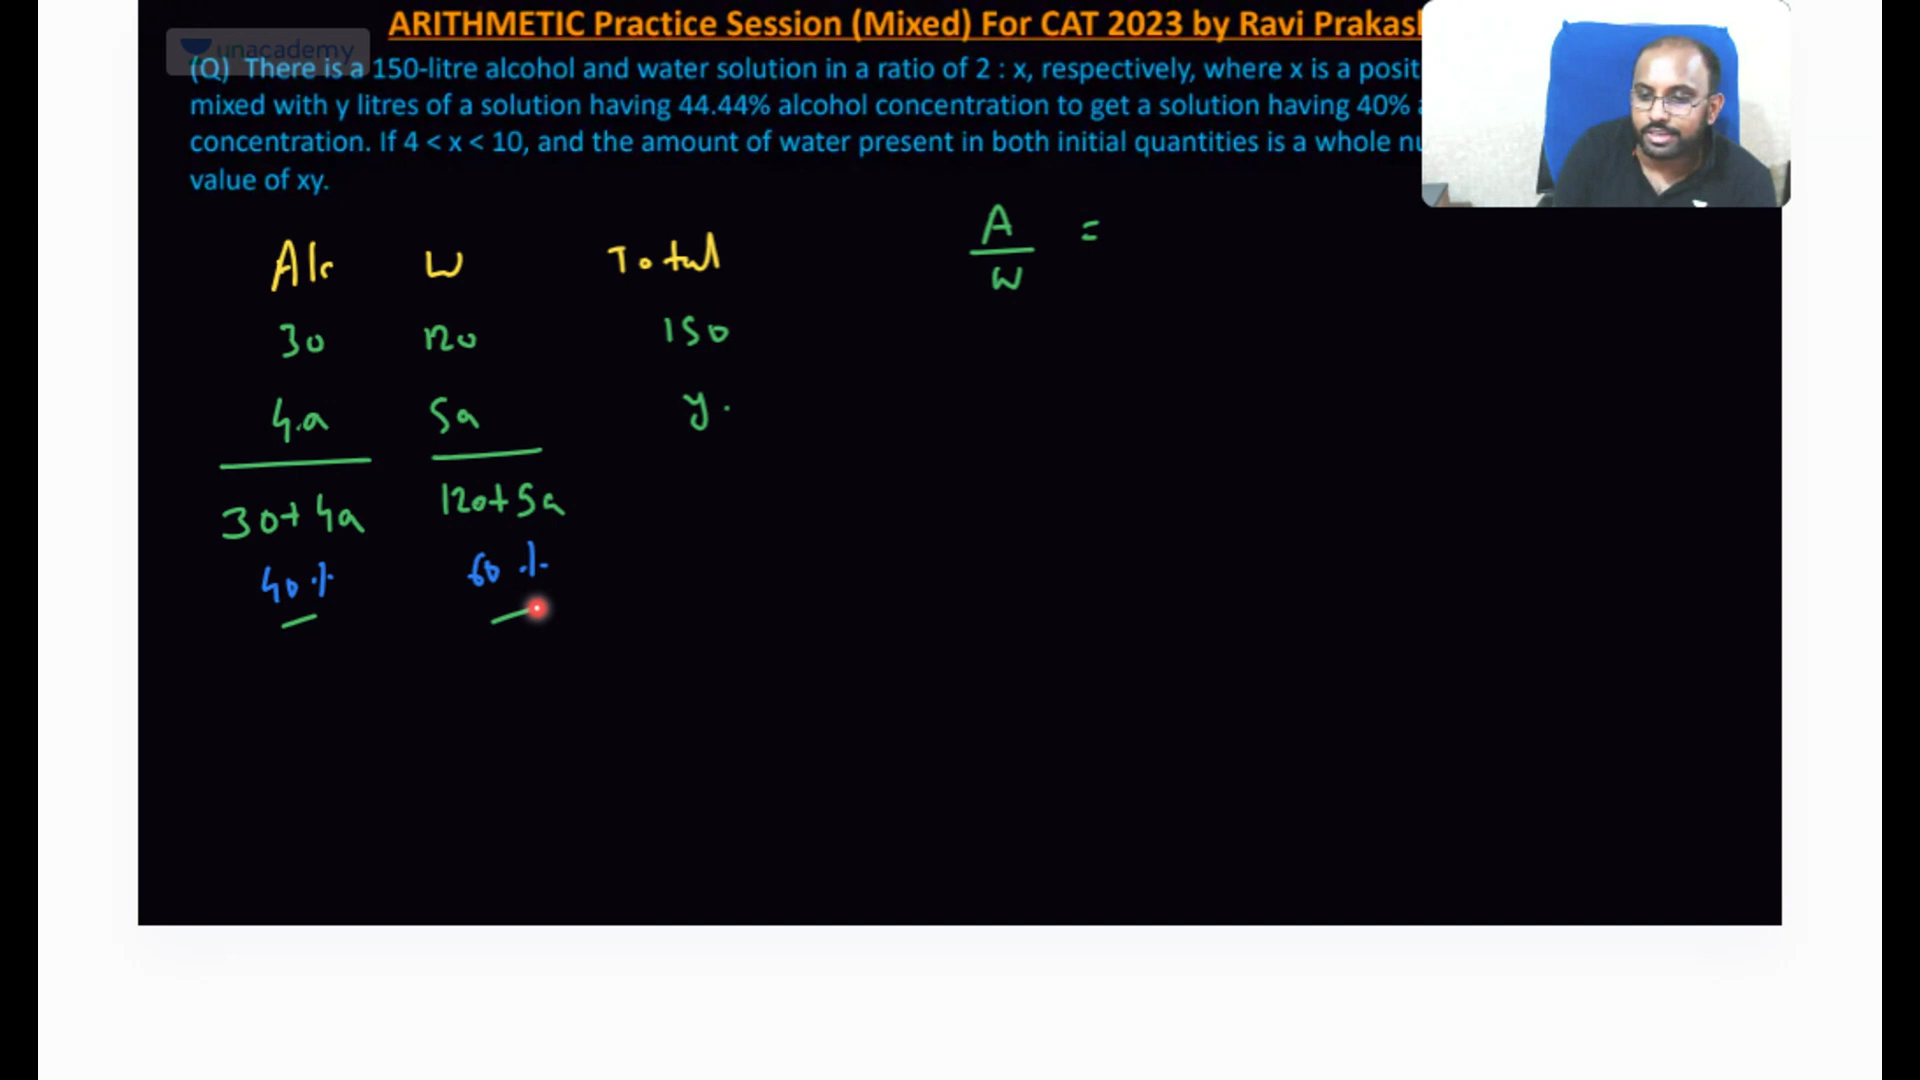 ARITHMETIC Practice Session (Mixed) For CAT 2023 by Ravi Prakash
unacademy
(Q) There is a 150-litre alcohol and water solution in a ratio of 2 : x, respectively, where x is a posit
mixed with y litres of a solution having 44.44% alcohol concentration to get a solution having 40%
concentration. If 4 < x < 10, and the amount of water present in both initial quantities is a whole nu
value of xy.
Alc W Total
A/W =
30 120 150
4.a 5a y.
30+4a 120+5a
40% 60%